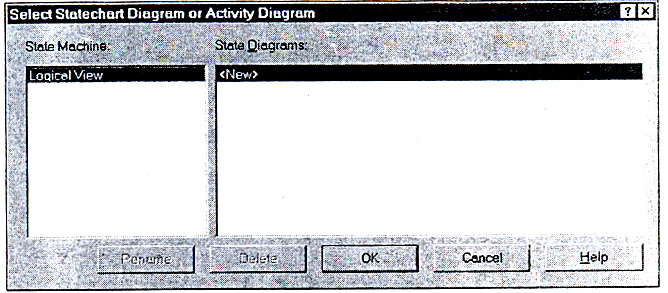 Select Statechart Diagram or Activity Diagram
State Machine:
State Diagrams:
Logical View
<New>
Rename
Delete
OK
Cancel
Help